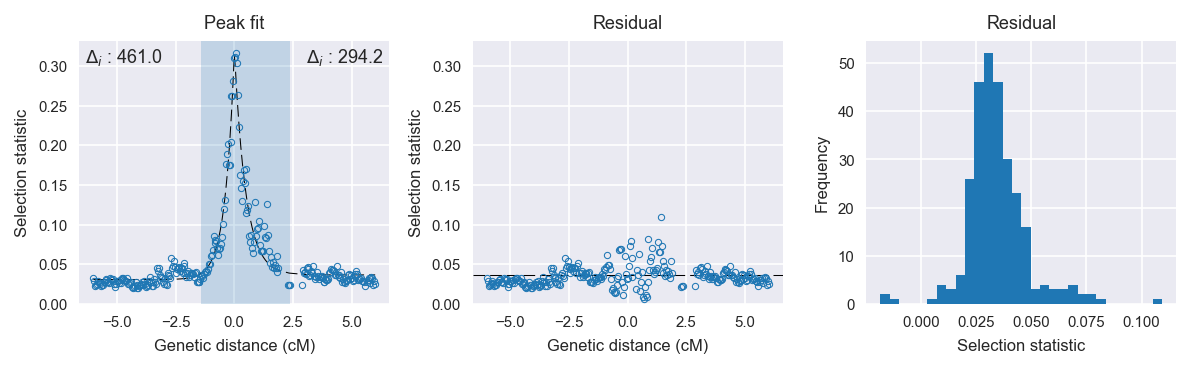 Peak fit
Δi : 461.0
Δi : 294.2
Selection statistic
0.30
0.25
0.20
0.15
0.10
0.05
0.00
−5.0 −2.5 0.0 2.5 5.0
Genetic distance (cM)
Residual
Selection statistic
0.30
0.25
0.20
0.15
0.10
0.05
0.00
−5.0 −2.5 0.0 2.5 5.0
Genetic distance (cM)
Residual
Frequency
50
40
30
20
10
0
0.000 0.025 0.050 0.075 0.100
Selection statistic